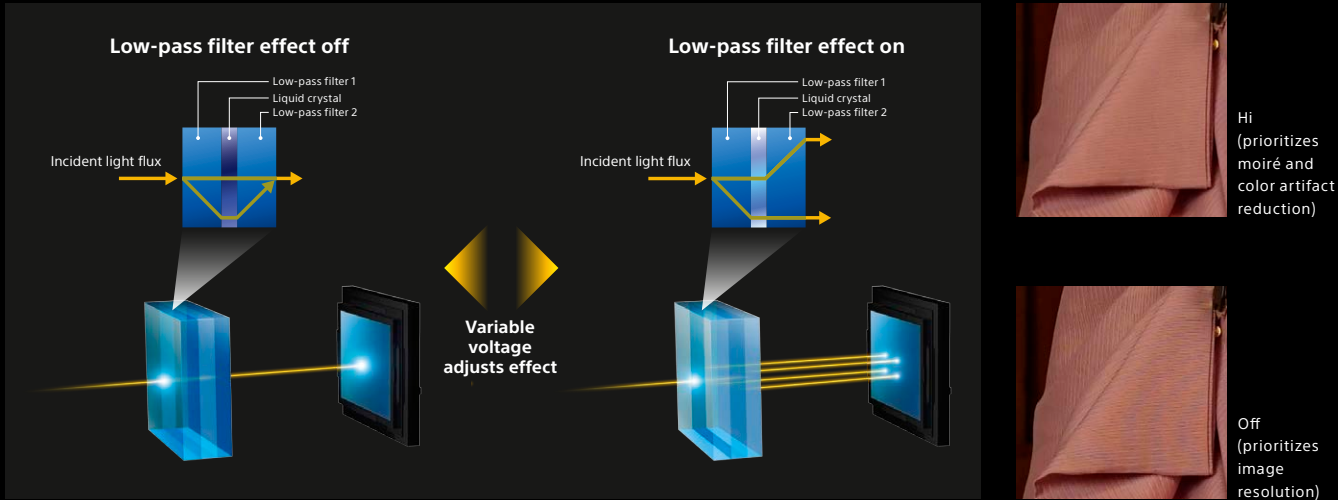 Low-pass filter effect off
Low-pass filter 1
Liquid crystal
Low-pass filter 2
Incident light flux
Variable
voltage
adjusts effect
Low-pass filter effect on
Low-pass filter 1
Liquid crystal
Low-pass filter 2
Incident light flux
Hi
(prioritizes
moiré and
color artifact
reduction)
Off
(prioritizes
image
resolution)